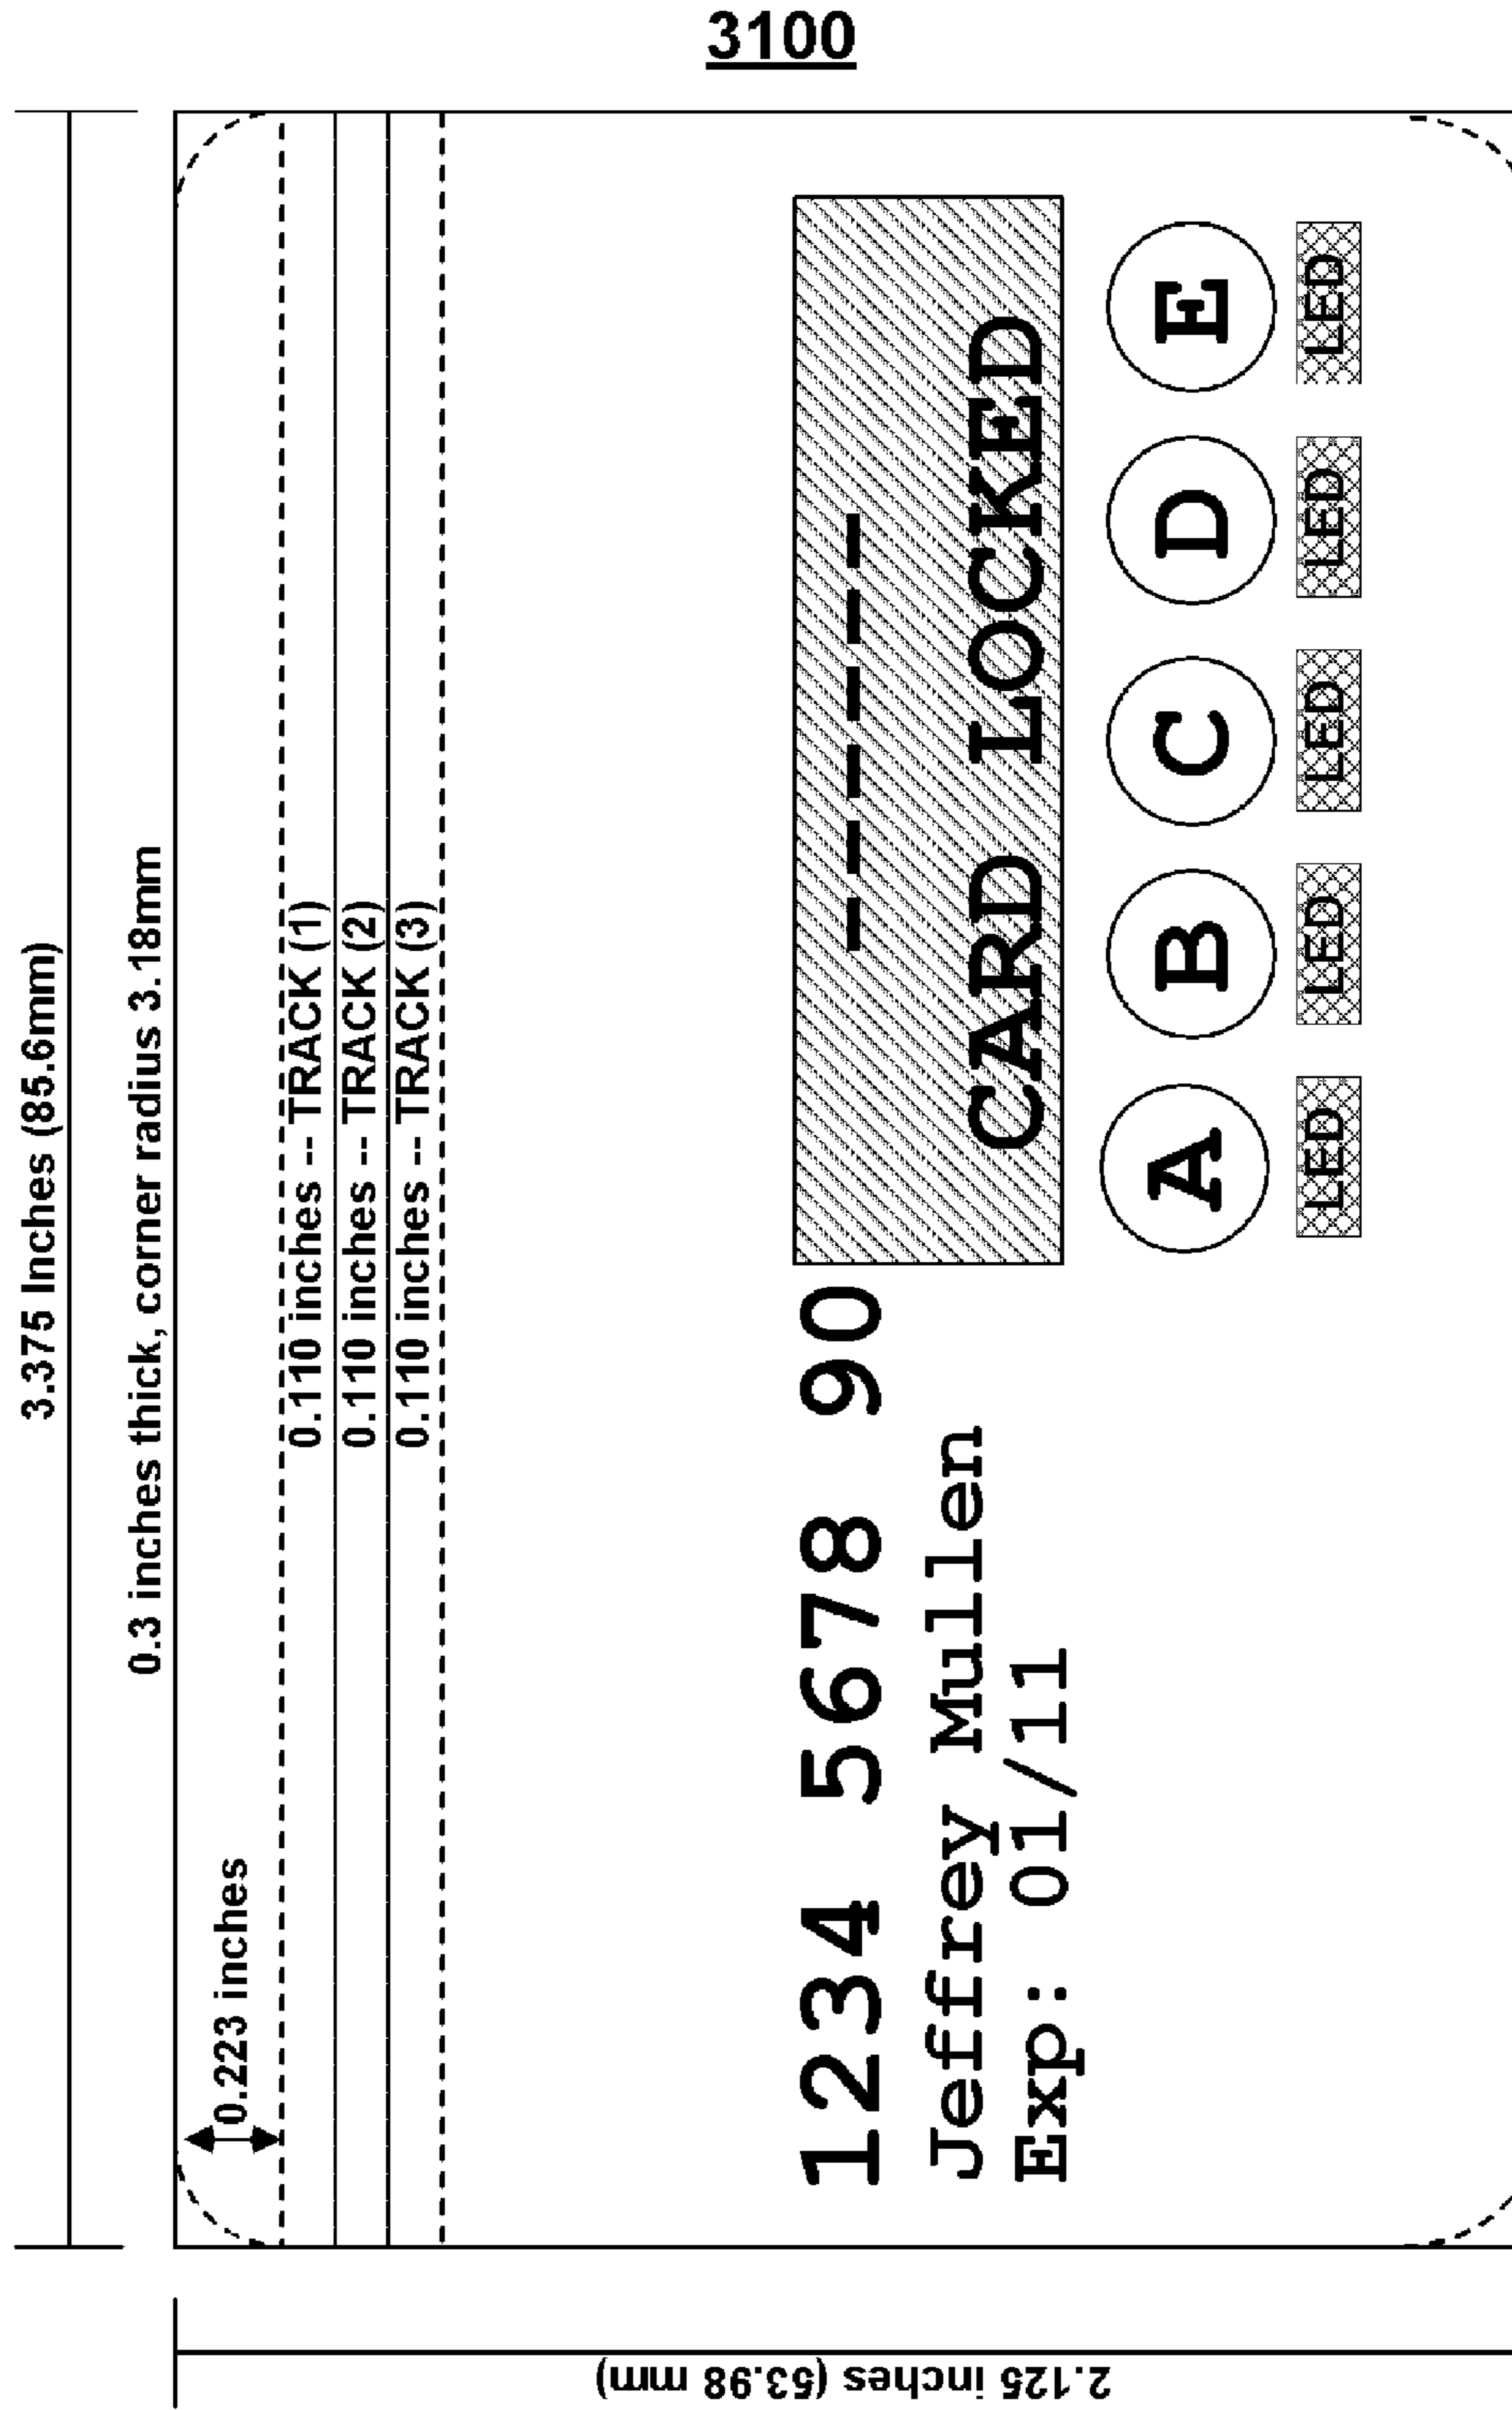 3100
3.375 Inches (85.6mm)
0.3 inches thick, corner radius 3.18mm
0.223 inches
0.110 inches -- TRACK (1)
0.110 inches -- TRACK (2)
0.110 inches -- TRACK (3)
1234 5678 90 ------
Jeffrey Mullen
CARD LOCKED
Exp: 01/11
A B C D E
LED LED LED LED LED
2.125 inches (53.98 mm)